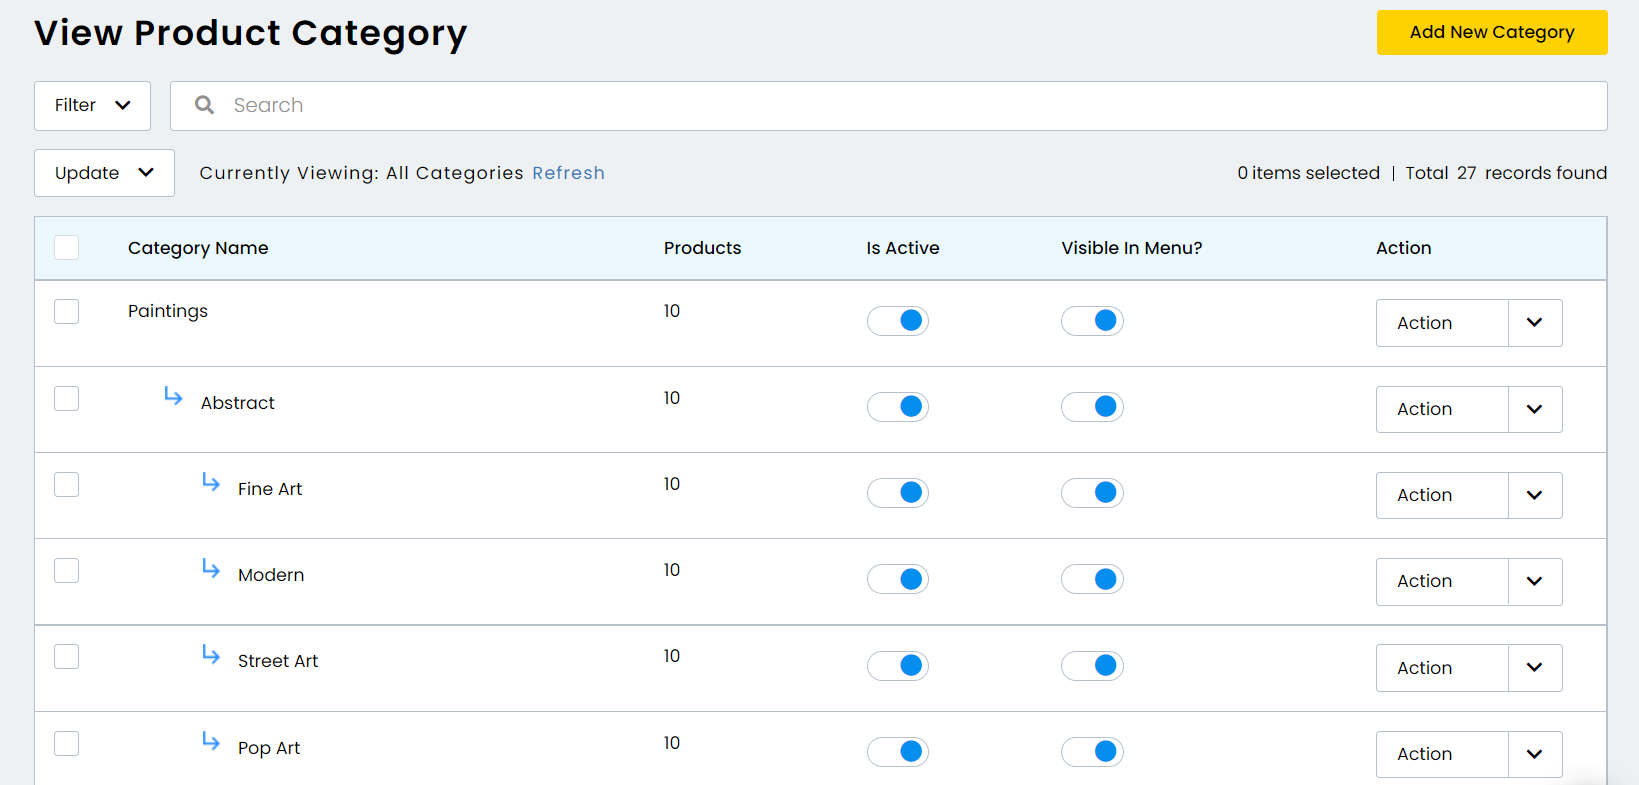 View Product Category
Add New Category
Filter
Search
Update
Currently Viewing: All Categories Refresh
0 items selected | Total 27 records found
Category Name Products Is Active Visible In Menu? Action
Paintings 10 Action
Abstract 10 Action
Fine Art 10 Action
Modern 10 Action
Street Art 10 Action
Pop Art 10 Action